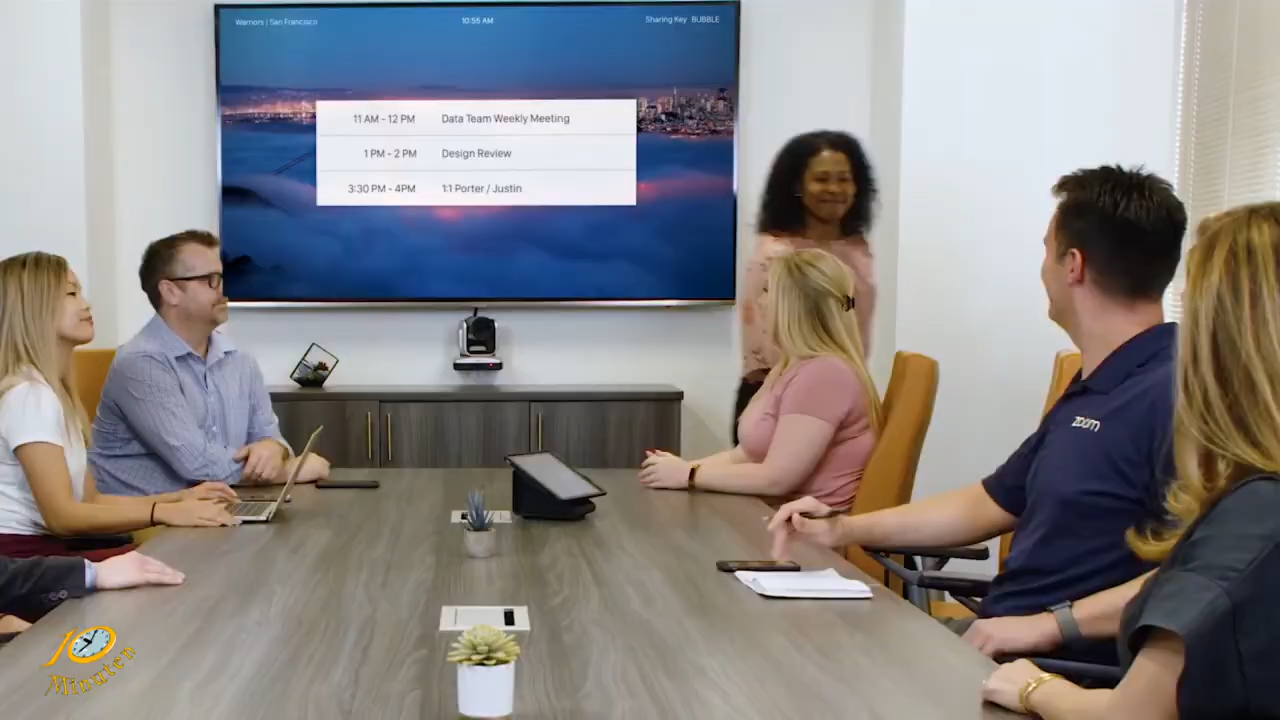 Warriors | San Francisco
10:55 AM
Sharing Key BUBBLE
11 AM - 12 PM Data Team Weekly Meeting
1 PM - 2 PM Design Review
3:30 PM - 4PM 1:1 Porter / Justin
zoom
10
Minuten